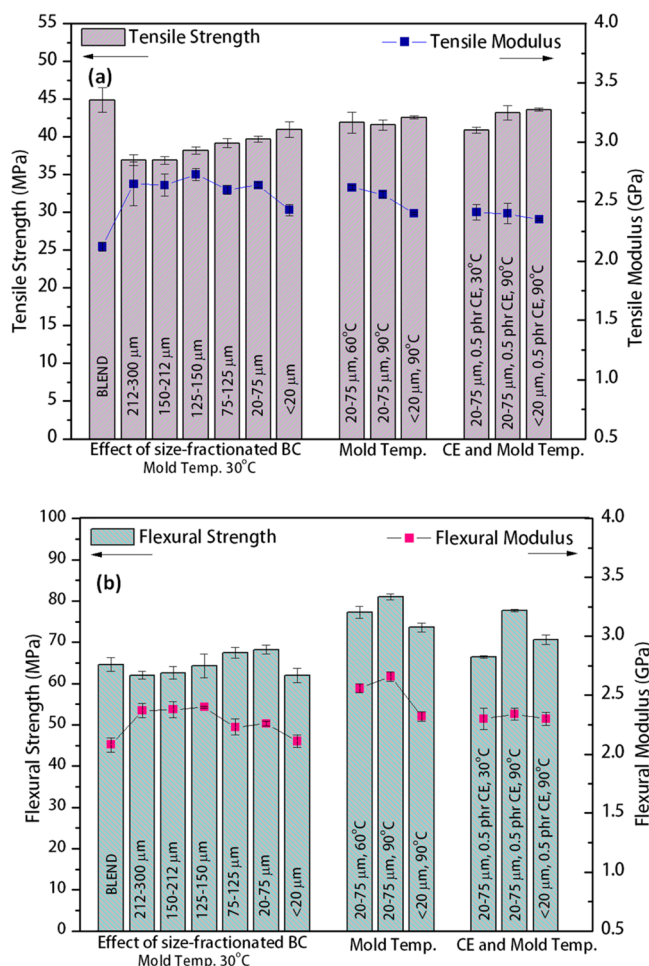 Tensile Strength
Tensile Modulus
(a)
Tensile Strength (MPa)
55
50
45
40
35
30
25
20
15
10
5
0
BLEND
212-300 μm
150-212 μm
125-150 μm
75-125 μm
20-75 μm
<20 μm
20-75 μm, 60°C
20-75 μm, 90°C
<20 μm, 90°C
20-75 μm, 0.5 phr CE, 30°C
20-75 μm, 0.5 phr CE, 90°C
<20 μm, 0.5 phr CE, 90°C
4.0
3.5
3.0
2.5
2.0
1.5
1.0
0.5
Tensile Modulus (GPa)
Effect of size-fractionated BC
Mold Temp. 30°C
Mold Temp.
CE and Mold Temp.
Flexural Strength
Flexural Modulus
(b)
Flexural Strength (MPa)
100
90
80
70
60
50
40
30
20
10
0
BLEND
212-300 μm
150-212 μm
125-150 μm
75-125 μm
20-75 μm
<20 μm
20-75 μm, 60°C
20-75 μm, 90°C
<20 μm, 90°C
20-75 μm, 0.5 phr CE, 30°C
20-75 μm, 0.5 phr CE, 90°C
<20 μm, 0.5 phr CE, 90°C
4.0
3.5
3.0
2.5
2.0
1.5
1.0
0.5
Flexural Modulus (GPa)
Effect of size-fractionated BC
Mold Temp. 30°C
Mold Temp.
CE and Mold Temp.